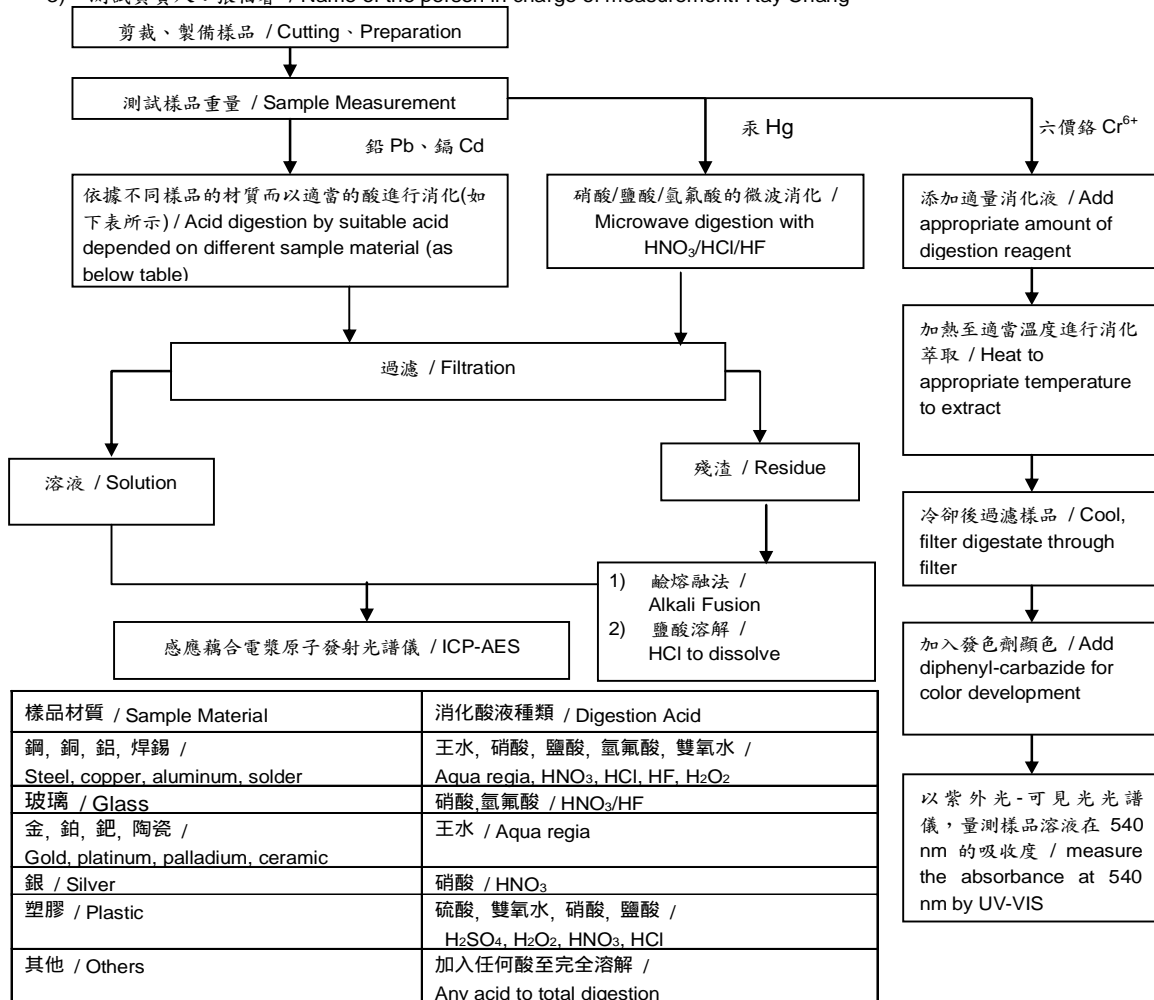 Name of the person in charge of measurement: Ray Chang
剪裁、製備樣品 / Cutting、Preparation
測試樣品重量 / Sample Measurement
鉛 Pb、鎘 Cd
汞 Hg
六價鉻 Cr6+
依據不同樣品的材質而以適當的酸進行消化(如
下表所示) / Acid digestion by suitable acid
depended on different sample material (as
below table)
硝酸/鹽酸/氫氟酸的微波消化 /
Microwave digestion with
HNO3/HCl/HF
添加適量消化液 / Add
appropriate amount of
digestion reagent
過濾 / Filtration
加熱至適當溫度進行消化
萃取 / Heat to
appropriate temperature
to extract
溶液 / Solution
殘渣 / Residue
冷卻後過濾樣品 / Cool,
filter digestate through
filter
1) 鹼熔融法 /
Alkali Fusion
2) 鹽酸溶解 /
HCl to dissolve
感應藕合電漿原子發射光譜儀 / ICP-AES
加入發色劑顯色 / Add
diphenyl-carbazide for
color development
以紫外光-可見光光譜
儀，量測樣品溶液在 540
nm 的吸收度 / measure
the absorbance at 540
nm by UV-VIS
樣品材質 / Sample Material
消化酸液種類 / Digestion Acid
鋼, 銅, 鋁, 焊錫 /
Steel, copper, aluminum, solder
王水, 硝酸, 鹽酸, 氫氟酸, 雙氧水 /
Aqua regia, HNO3, HCl, HF, H2O2
玻璃 / Glass
硝酸,氫氟酸 / HNO3/HF
金, 鉑, 鈀, 陶瓷 /
Gold, platinum, palladium, ceramic
王水 / Aqua regia
銀 / Silver
硝酸 / HNO3
塑膠 / Plastic
硫酸, 雙氧水, 硝酸, 鹽酸 /
H2SO4, H2O2, HNO3, HCl
其他 / Others
加入任何酸至完全溶解 /
Any acid to total digestion